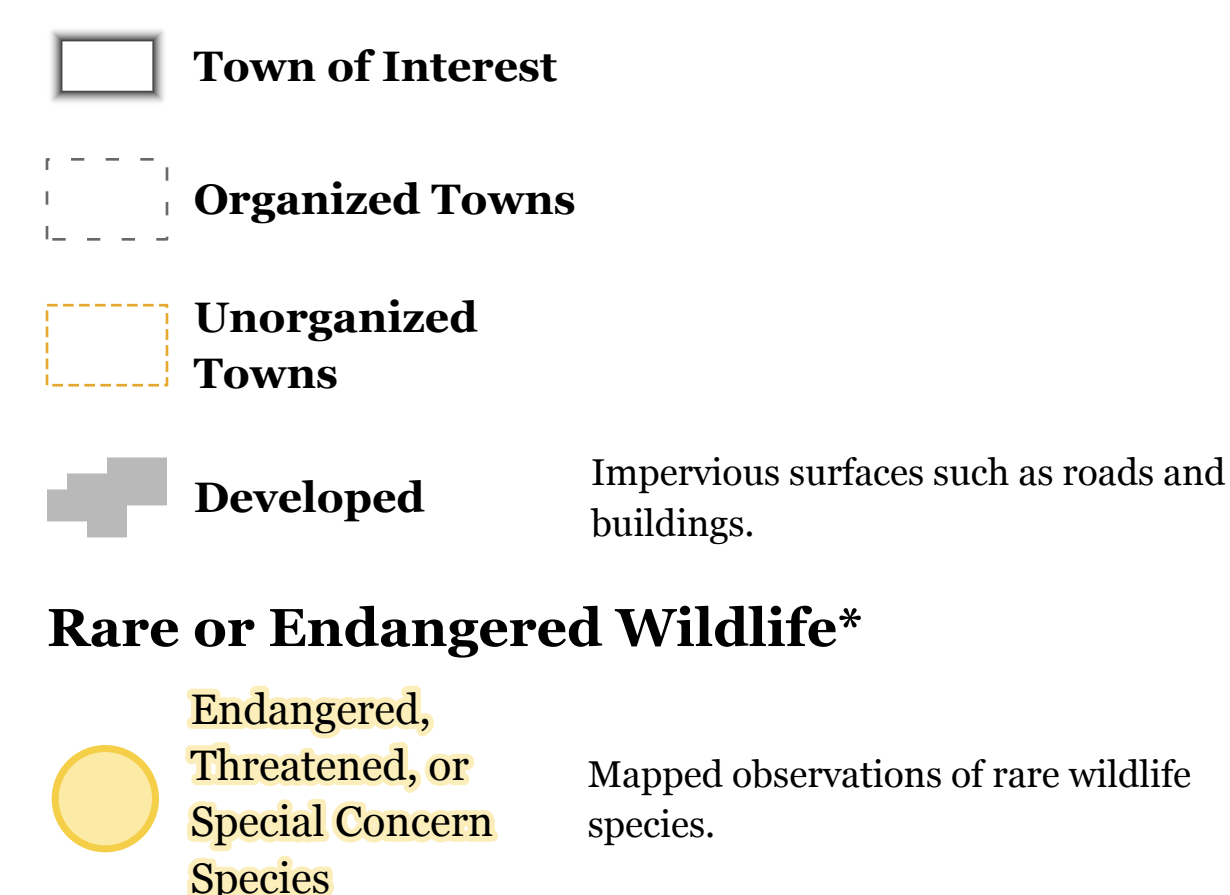 Town of Interest
Organized Towns
Unorganized
Towns
Developed
Impervious surfaces such as roads and
buildings.
Rare or Endangered Wildlife*
Endangered,
Threatened, or
Special Concern
Species
Mapped observations of rare wildlife
species.